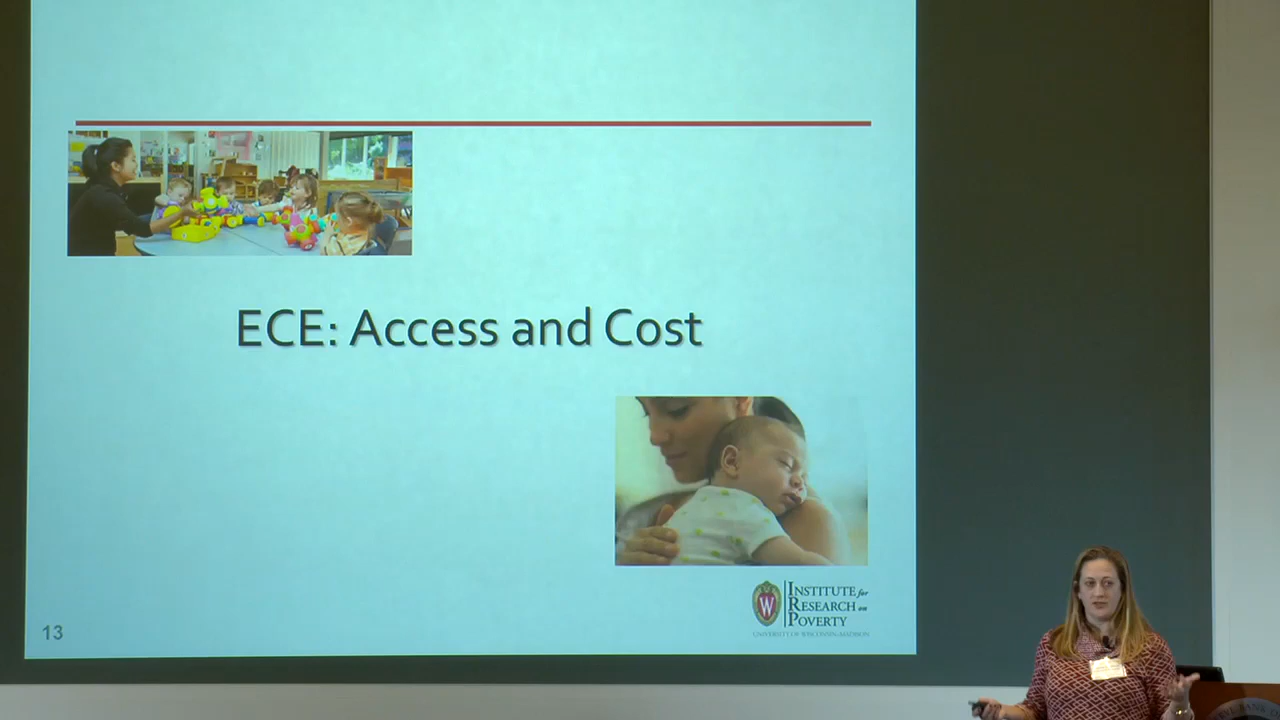 ECE: Access and Cost
INSTITUTE for
RESEARCH on
POVERTY
W
UNIVERSITY OF WISCONSIN-MADISON
13